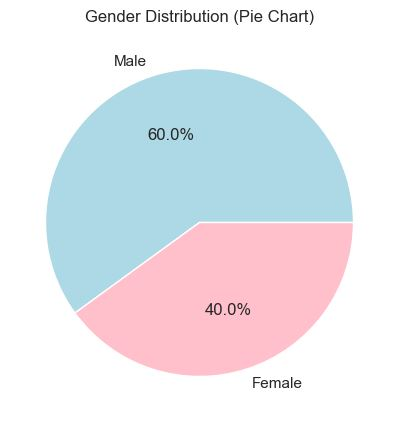 Gender Distribution (Pie Chart)
Male
60.0%
40.0%
Female